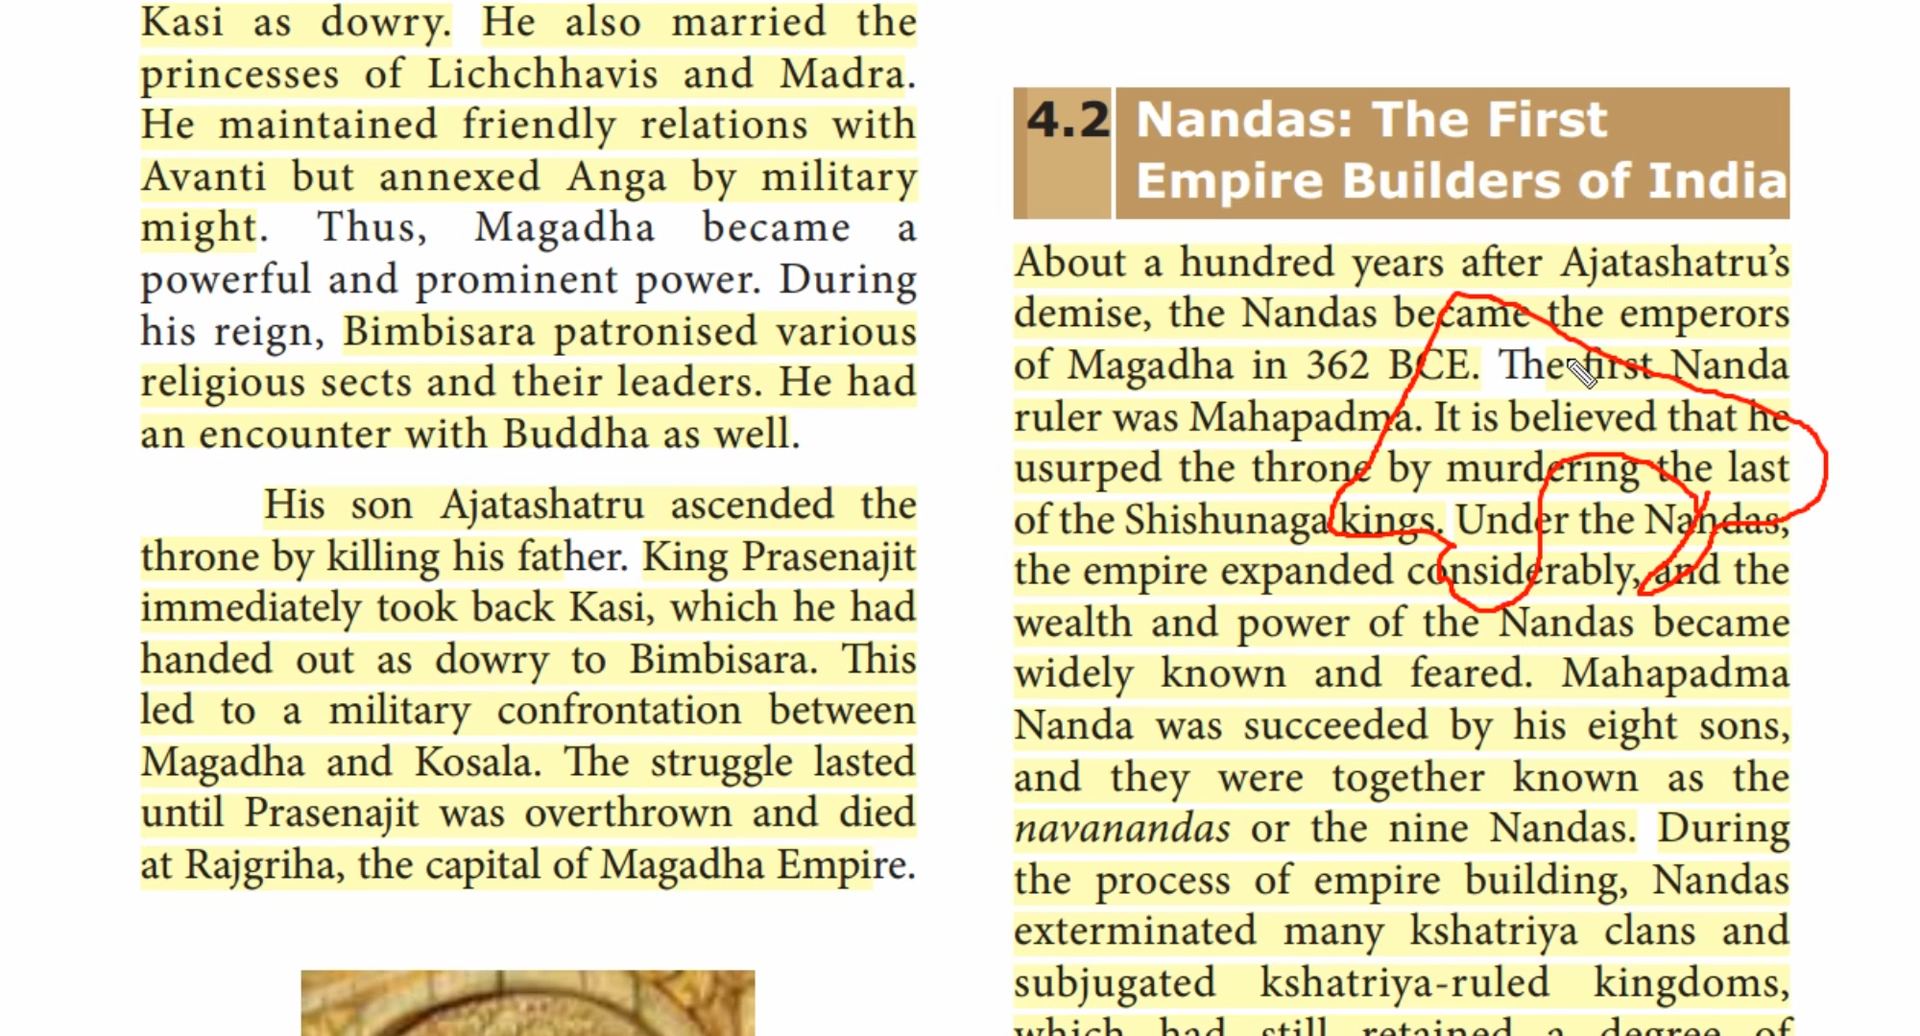 Kasi as dowry. He also married the
princesses of Lichchhavis and Madra.
He maintained friendly relations with
Avanti but annexed Anga by military
might. Thus, Magadha became a
powerful and prominent power. During
his reign, Bimbisara patronised various
religious sects and their leaders. He had
an encounter with Buddha as well.
His son Ajatashatru ascended the
throne by killing his father. King Prasenajit
immediately took back Kasi, which he had
handed out as dowry to Bimbisara. This
led to a military confrontation between
Magadha and Kosala. The struggle lasted
until Prasenajit was overthrown and died
at Rajgriha, the capital of Magadha Empire.
4.2 Nandas: The First
Empire Builders of India
About a hundred years after Ajatashatru’s
demise, the Nandas became the emperors
of Magadha in 362 BCE. The first Nanda
ruler was Mahapadma. It is believed that he
usurped the throne by murdering the last
of the Shishunaga kings. Under the Nandas,
the empire expanded considerably, and the
wealth and power of the Nandas became
widely known and feared. Mahapadma
Nanda was succeeded by his eight sons,
and they were together known as the
navanandas or the nine Nandas. During
the process of empire building, Nandas
exterminated many kshatriya clans and
subjugated kshatriya-ruled kingdoms,
which had still retained a degree of